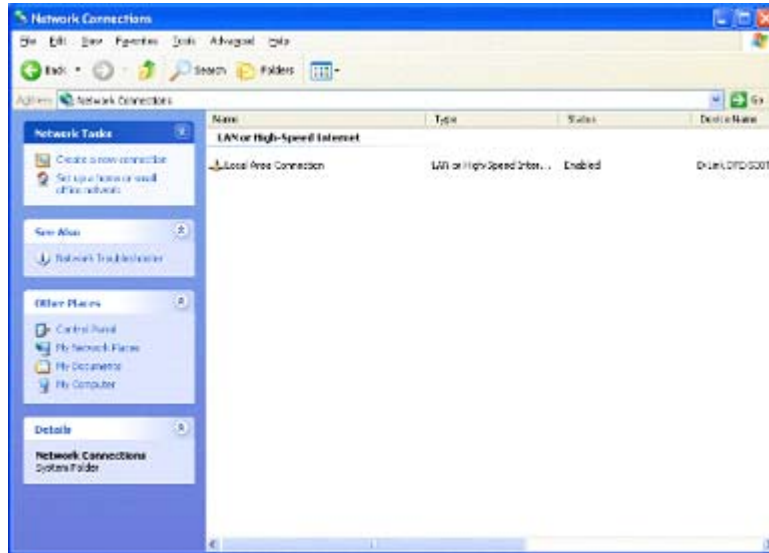 Network Connections
File Edit View Favorites Tools Advanced Help
Back Search Folders
Address Network Connections Go
Name Type Status Device Name
LAN or High-Speed Internet
Local Area Connection LAN or High-Speed Inter... Enabled D-Link
Network Tasks
Create a new connection
Set up a home or small
office network
See Also
Network Troubleshooter
Other Places
Control Panel
My Network Places
My Documents
My Computer
Details
Network Connections
System Folder